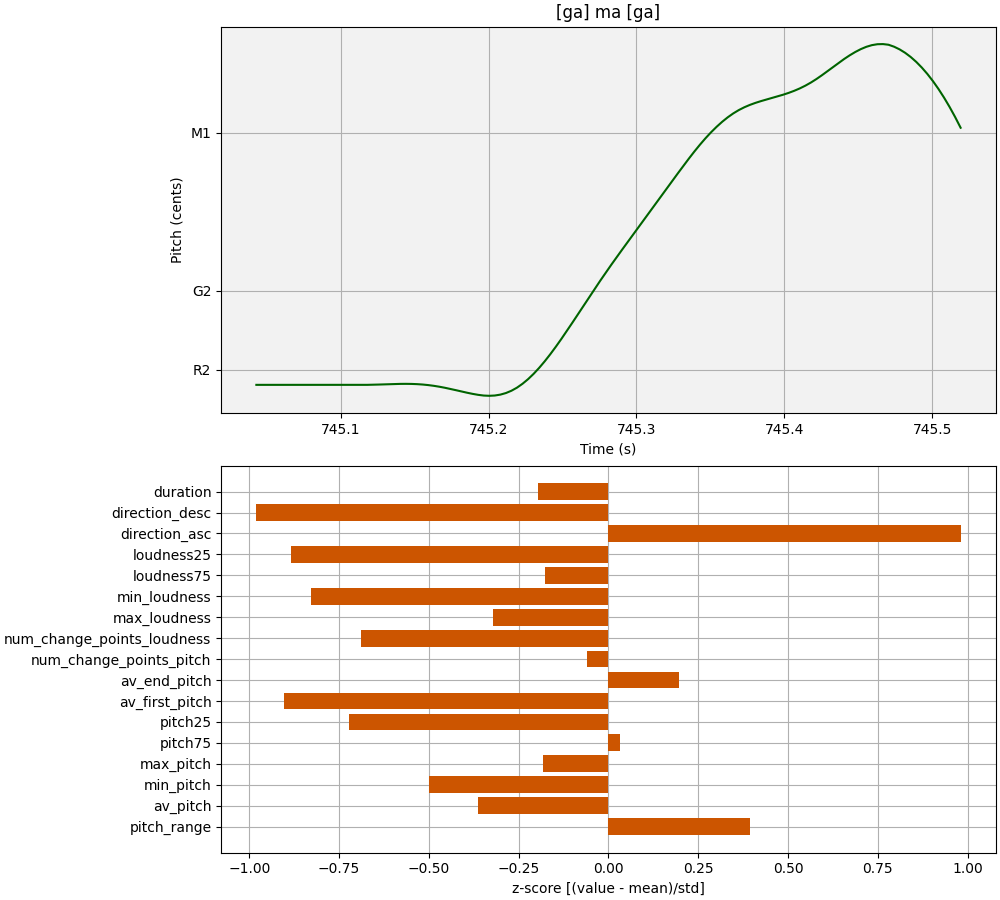 [ga] ma [ga]
Pitch (cents)
M1
G2
R2
745.1 745.2 745.3 745.4 745.5
Time (s)
duration
direction_desc
direction_asc
loudness25
loudness75
min_loudness
max_loudness
num_change_points_loudness
num_change_points_pitch
av_end_pitch
av_first_pitch
pitch25
pitch75
max_pitch
min_pitch
av_pitch
pitch_range
−1.00 −0.75 −0.50 −0.25 0.00 0.25 0.50 0.75 1.00
z-score [(value - mean)/std]